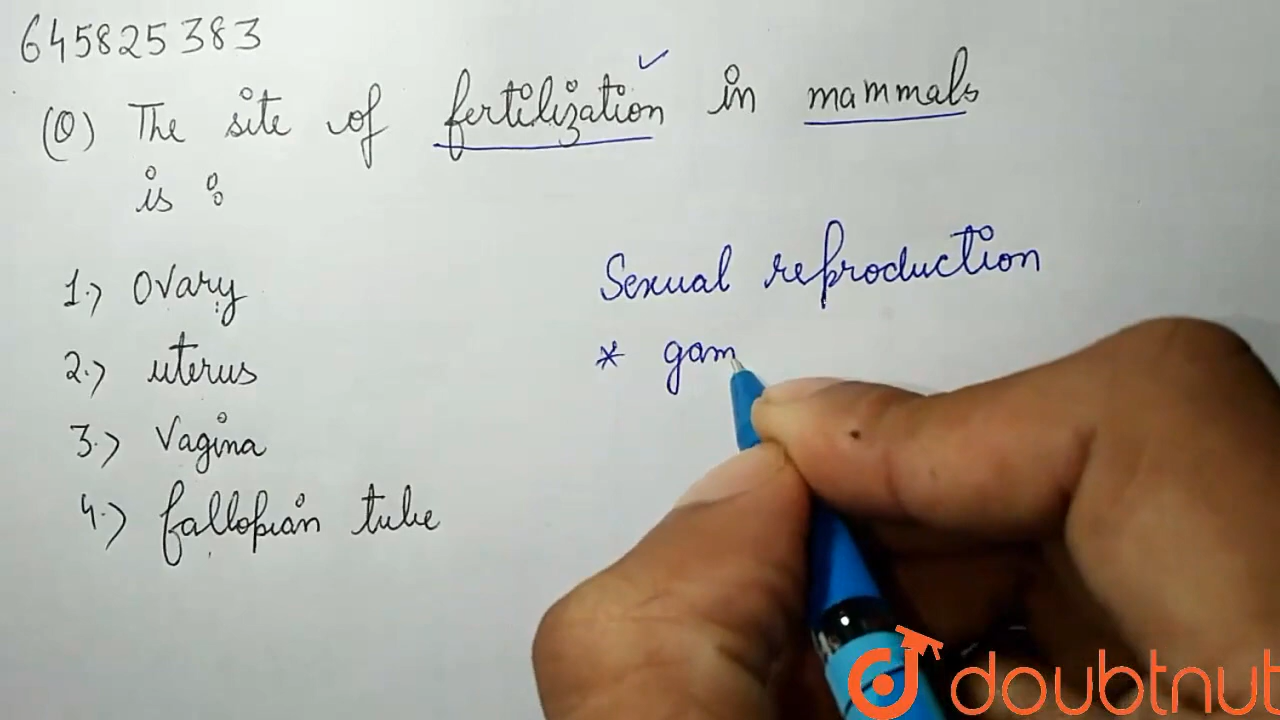 645825383
(Q) The site of fertilization in mammals
is :
1.) Ovary
2.) uterus
3.) Vagina
4.) fallopian tube
Sexual reproduction
* gam
doubtnut